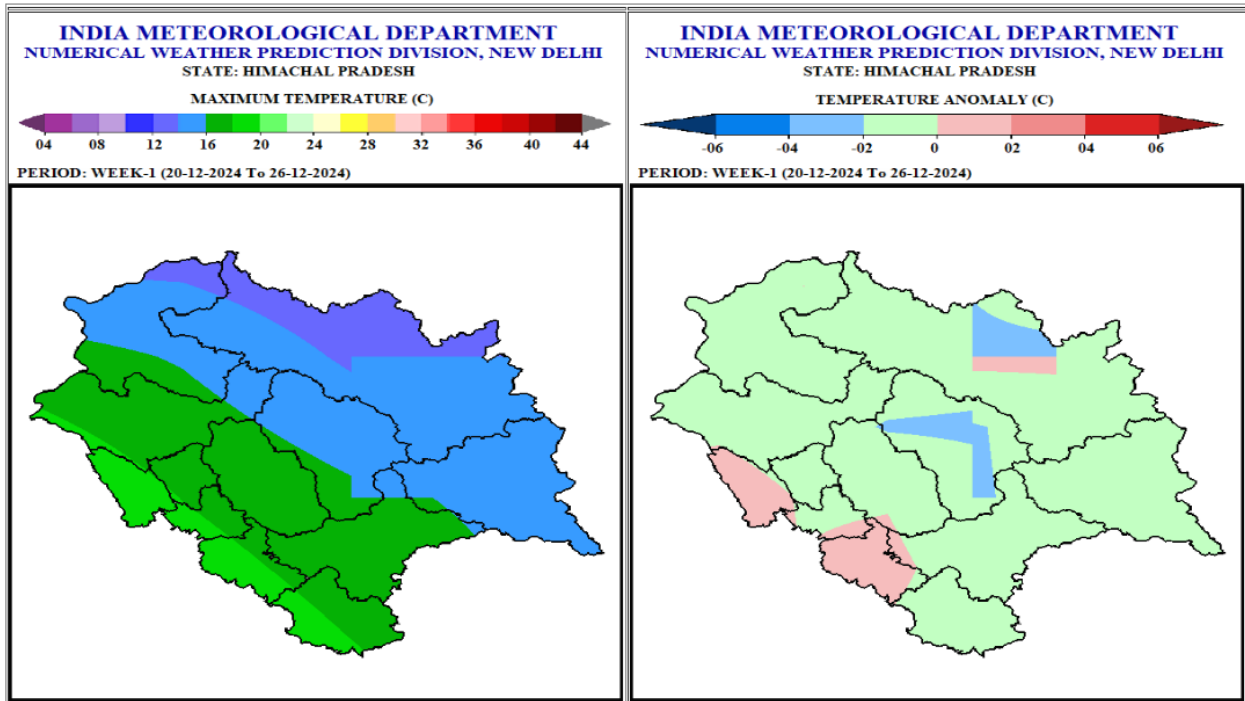 INDIA METEOROLOGICAL DEPARTMENT
NUMERICAL WEATHER PREDICTION DIVISION, NEW DELHI
STATE: HIMACHAL PRADESH
MAXIMUM TEMPERATURE (C)
04 08 12 16 20 24 28 32 36 40 44
PERIOD: WEEK-1 (20-12-2024 To 26-12-2024)
INDIA METEOROLOGICAL DEPARTMENT
NUMERICAL WEATHER PREDICTION DIVISION, NEW DELHI
STATE: HIMACHAL PRADESH
TEMPERATURE ANOMALY (C)
-06 -04 -02 0 02 04 06
PERIOD: WEEK-1 (20-12-2024 To 26-12-2024)